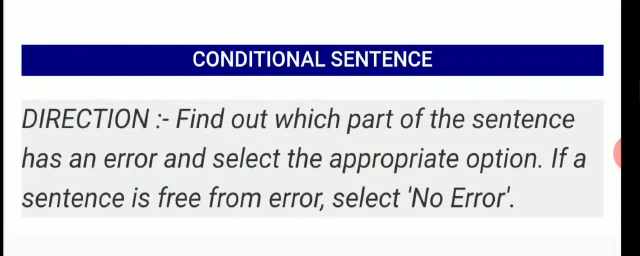 CONDITIONAL SENTENCE
DIRECTION :- Find out which part of the sentence
has an error and select the appropriate option. If a
sentence is free from error, select 'No Error'.